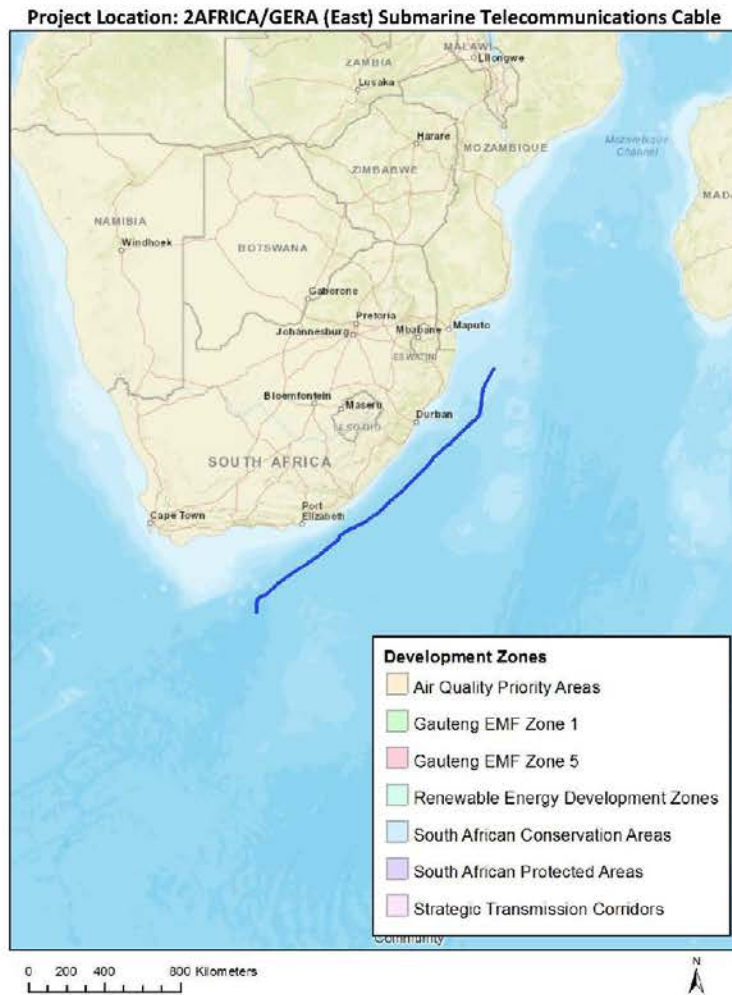 Project Location: 2AFRICA/GERA (East) Submarine Telecommunications Cable
MALAWI
Lilongwe
ZAMBIA
Lusaka
Harare
MOZAMBIQUE
Mozambique
Channel
ZIMBABWE
MADA
NAMIBIA
Windhoek
BOTSWANA
Gaborone
Pretoria
Johannesburg
Mbabane
Maputo
ESWATINI
Bloemfontein
Maseru
Durban
SOUTH AFRICA
Cape Town
Port
Elizabeth
Development Zones
Air Quality Priority Areas
Gauteng EMF Zone 1
Gauteng EMF Zone 5
Renewable Energy Development Zones
South African Conservation Areas
South African Protected Areas
Strategic Transmission Corridors
Community
0 200 400 800 Kilometers
N